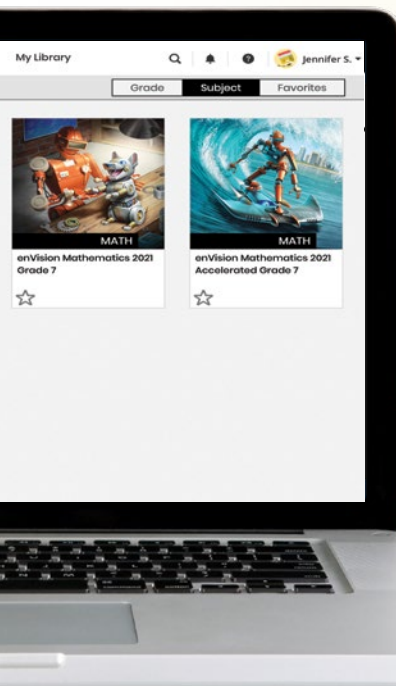 My Library
? Jennifer S.
Grade Subject Favorites
MATH
enVision Mathematics 2021
Grade 7
MATH
enVision Mathematics 2021
Accelerated Grade 7